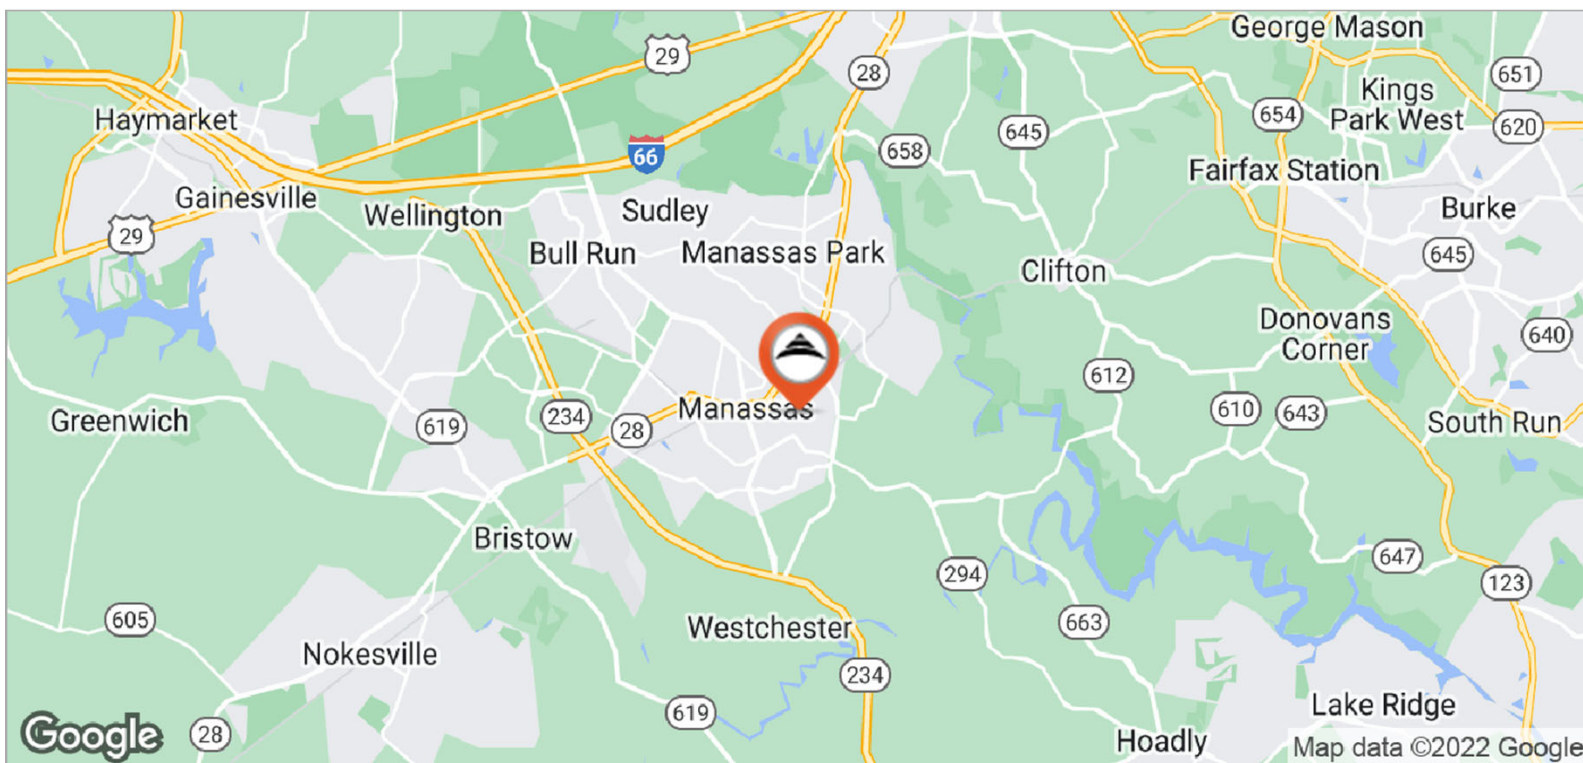 George Mason
29
28
651
Kings
Park West
654
620
Haymarket
645
658
66
Fairfax Station
Gainesville
Wellington
Sudley
Burke
29
Bull Run
Manassas Park
645
Clifton
Donovans
Corner
640
612
Manassas
610
643
Greenwich
619
234
28
South Run
Bristow
647
294
123
605
663
Westchester
Nokesville
234
619
Lake Ridge
Google
28
Hoadly
Map data ©2022 Google